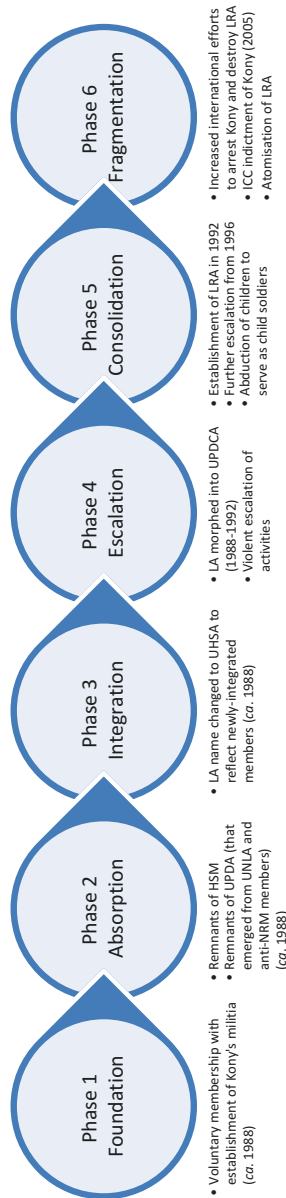 Phase 1
Foundation
• Voluntary membership with
establishment of Kony's militia
(ca. 1988)
Phase 2
Absorption
• Remnants of HSM
• Remnants of UPDA (that
emerged from UNLA and
anti-NRM members)
(ca. 1988)
Phase 3
Integration
• LA name changed to UHSA to
reflect newly-integrated
members (ca. 1988)
Phase 4
Escalation
• LA morphed into UPDCA
(1988-1992)
• Violent escalation of
activities
Phase 5
Consolidation
• Establishment of LRA in 1992
• Further escalation from 1996
• Abduction of children to
serve as child soldiers
Phase 6
Fragmentation
• Increased international efforts
to arrest Kony and destroy LRA
• ICC indictment of Kony (2005)
• Atomisation of LRA